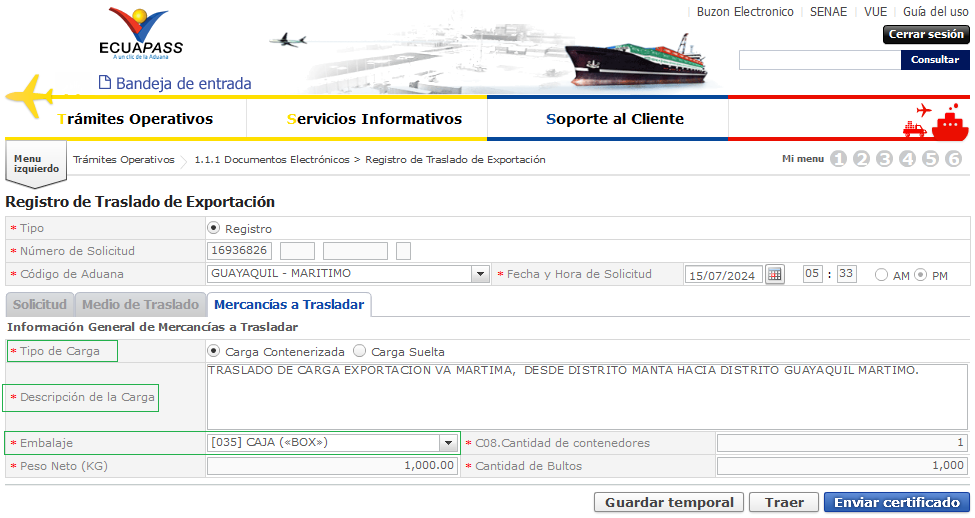 Buzon Electronico | SENAE | VUE | Guía del uso
ECUAPASS
A un clic de la Aduana
Cerrar sesión
Consultar
Bandeja de entrada
Trámites Operativos
Servicios Informativos
Soporte al Cliente
Menu izquierdo
Trámites Operativos > 1.1.1 Documentos Electrónicos > Registro de Traslado de Exportación
Mi menu 1 2 3 4 5 6
Registro de Traslado de Exportación
* Tipo Registro
* Número de Solicitud 16936826
* Código de Aduana GUAYAQUIL - MARITIMO * Fecha y Hora de Solicitud 15/07/2024 05 : 33 AM PM
Solicitud Medio de Traslado Mercancías a Trasladar
Información General de Mercancías a Trasladar
* Tipo de Carga Carga Contenerizada Carga Suelta
* Descripción de la Carga TRASLADO DE CARGA EXPORTACION VA MARTIMA, DESDE DISTRITO MANTA HACIA DISTRITO GUAYAQUIL MARTIMO.
* Embalaje [035] CAJA («BOX») * C08.Cantidad de contenedores 1
* Peso Neto (KG) 1,000.00 * Cantidad de Bultos 1,000
Guardar temporal Traer Enviar certificado